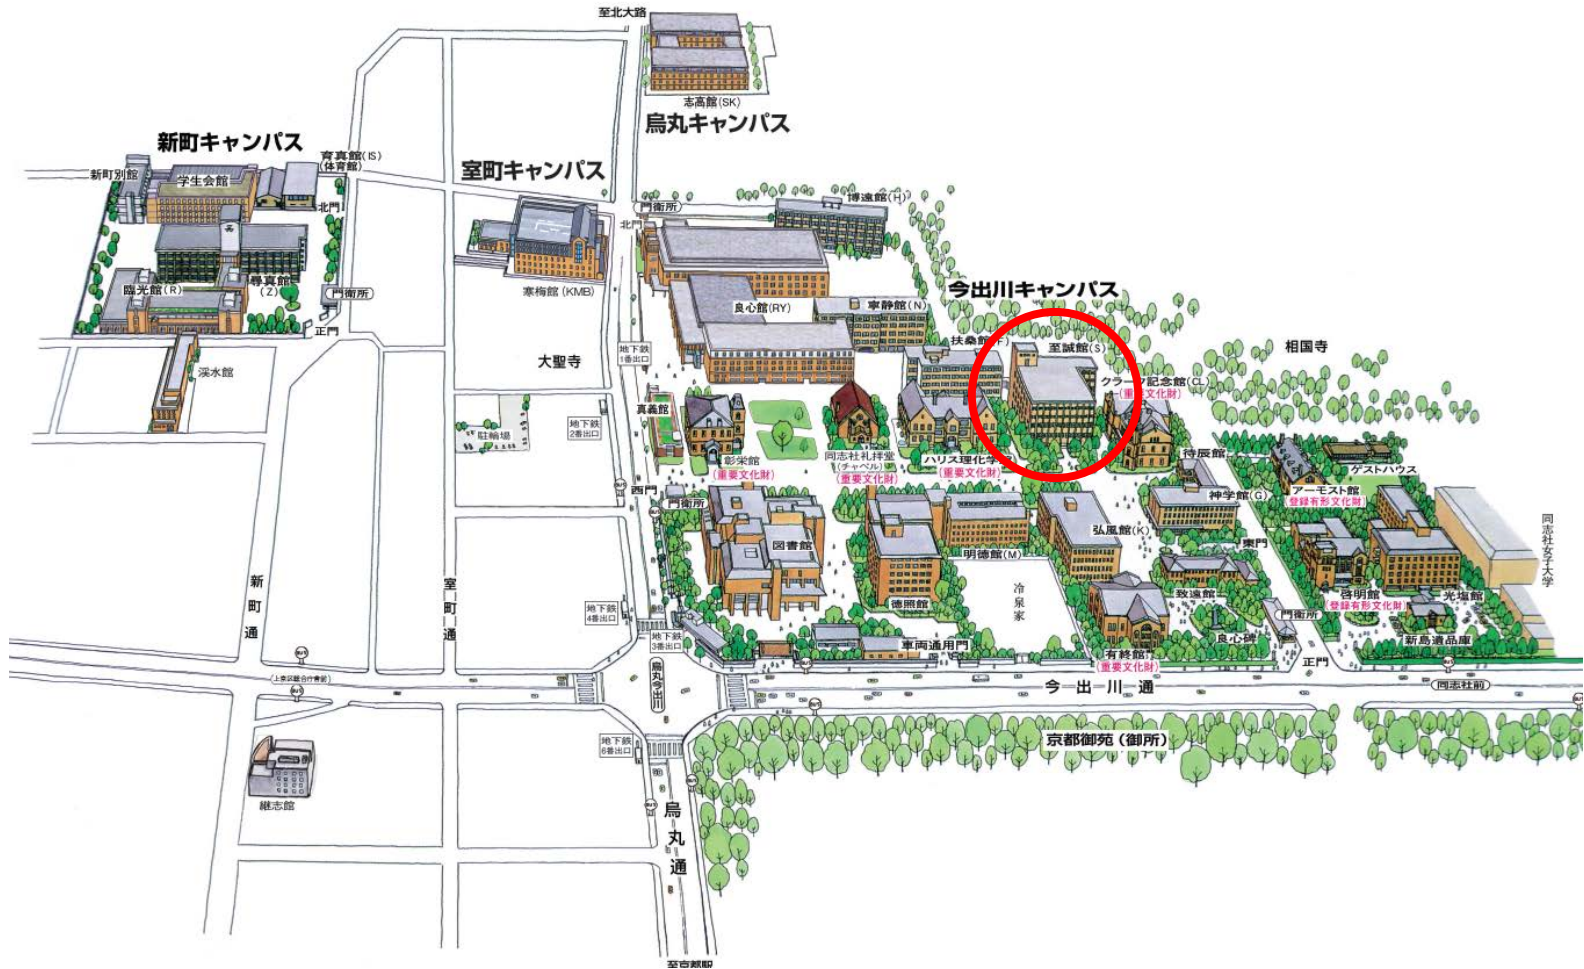 至北大路
志高館(SK)
烏丸キャンパス
新町キャンパス
育真館(IS)
(体育館)
新町別館
学生会館
北門
室町キャンパス
門衛所
北門
博遠館(H)
尋真館
(Z)
臨光館(R)
門衛所
正門
寒梅館(KMB)
良心館(RY)
寧静館(N)
今出川キャンパス
扶桑館(F)
至誠館(S)
相国寺
クラーク記念館(CL)
(重要文化財)
渓水館
大聖寺
地下鉄
1番出口
地下鉄
2番出口
駐輪場
真義館
彰栄館
(重要文化財)
同志社礼拝堂
(チャペル)
(重要文化財)
ハリス理化学
(重要文化財)
待辰館
ゲストハウス
アーモスト館
登録有形文化財
神学館(G)
西門
門衛所
図書館
明徳館(M)
弘風館(K)
東門
同志社女子大学
徳照館
冷泉家
致遠館
啓明館
(登録有形文化財)
光塩館
新島遺品庫
門衛所
良心碑
新町通
室町通
地下鉄
4番出口
地下鉄
3番出口
車両通用門
有終館
(重要文化財)
正門
(上京区総合庁舎前)
烏丸今出川
今出川通
同志社前
地下鉄
6番出口
京都御苑(御所)
継志館
烏丸通
至京都駅